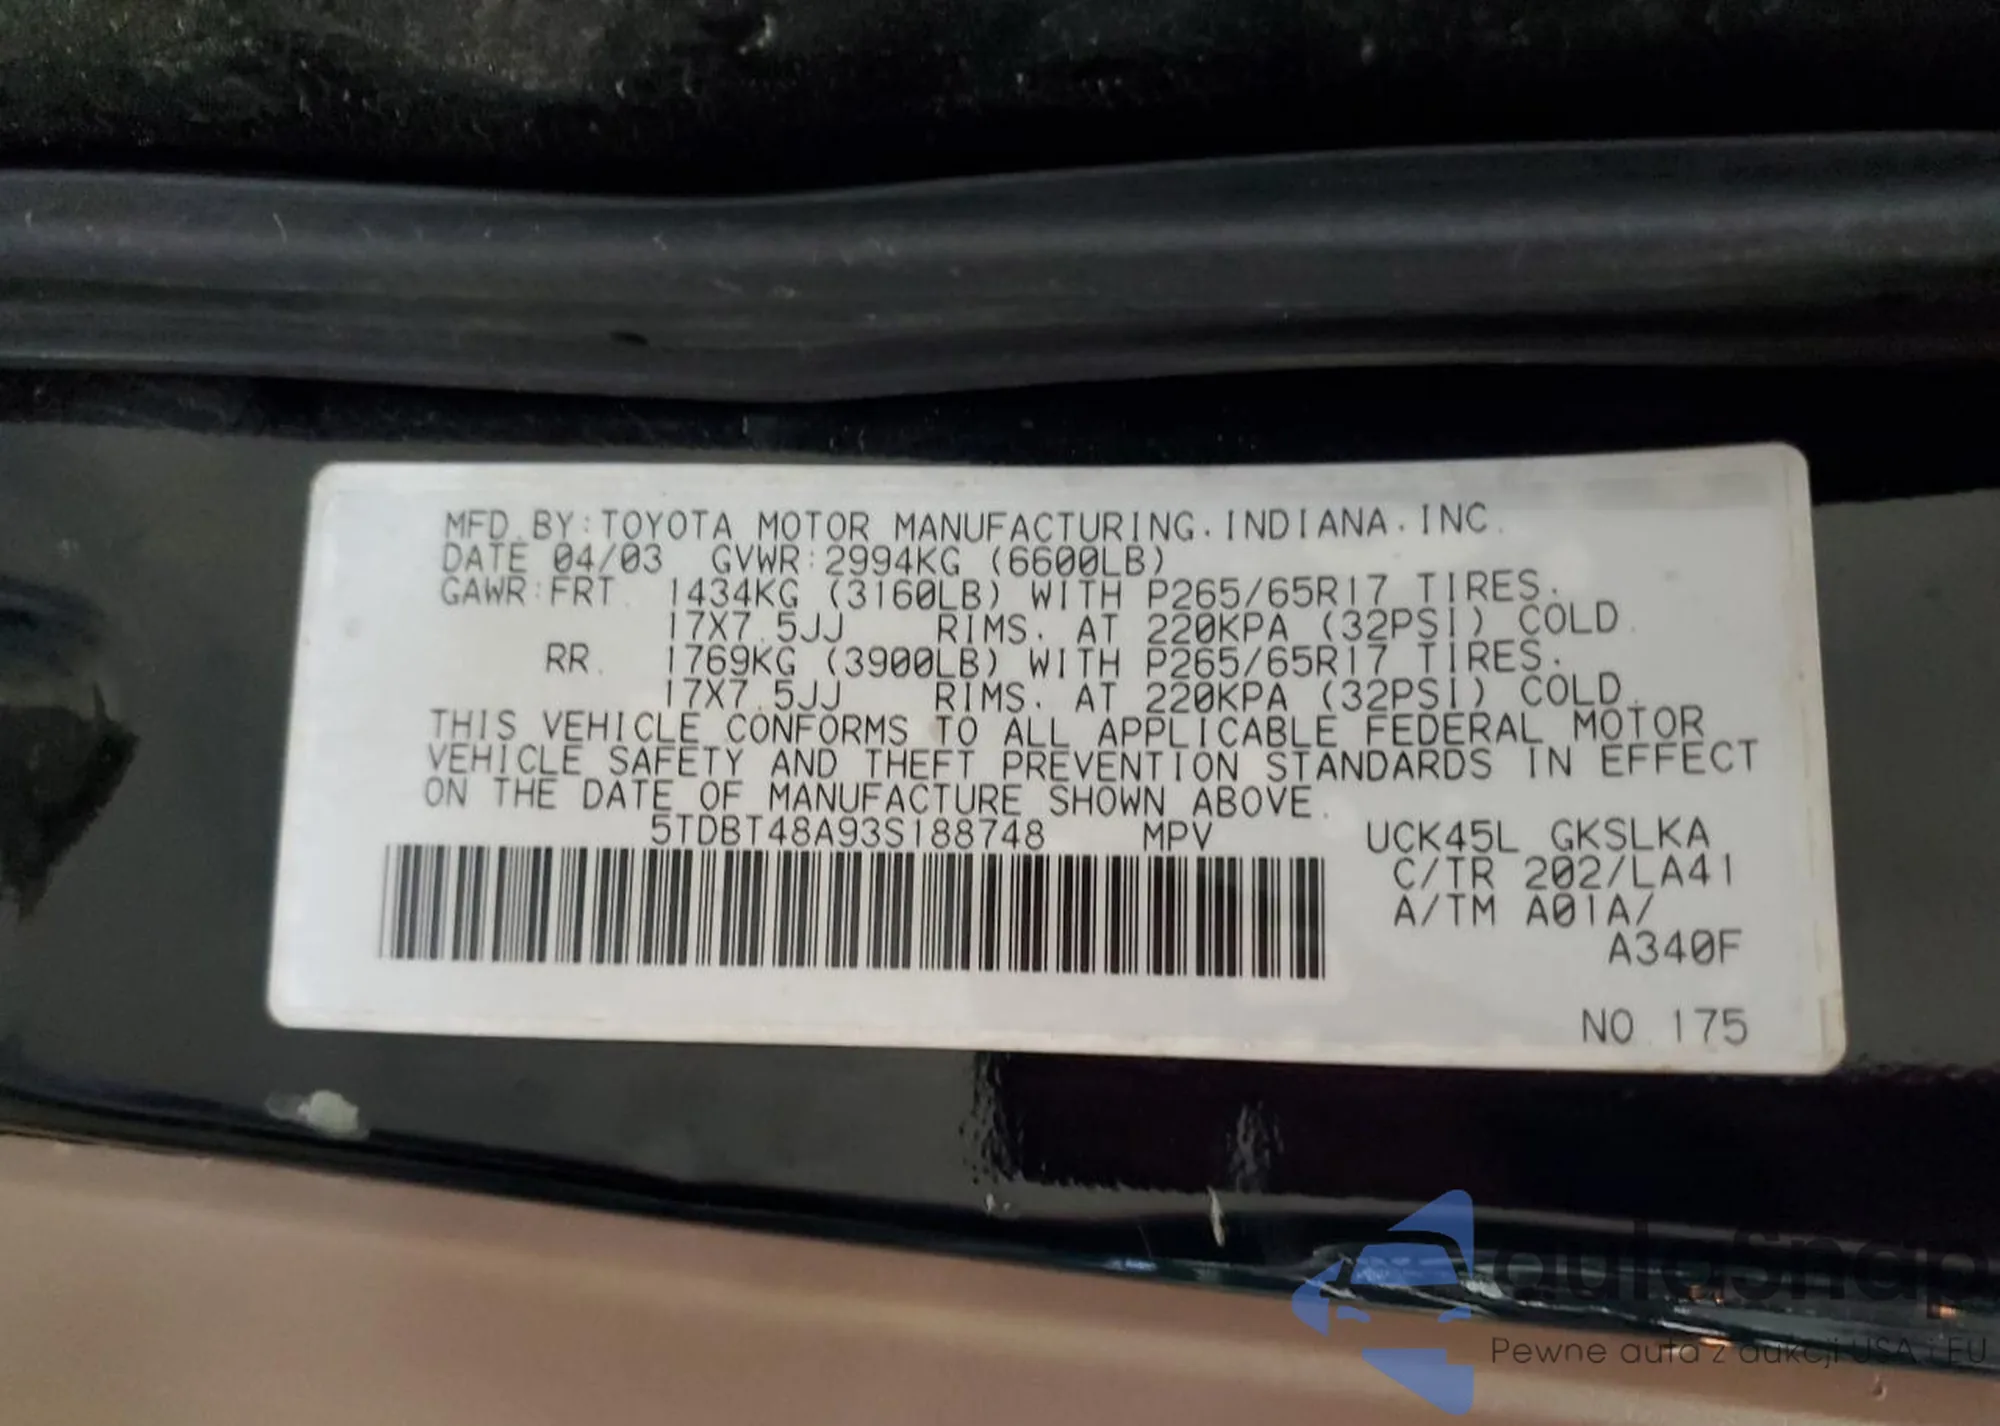 MFD. BY: TOYOTA MOTOR MANUFACTURING. INDIANA. INC.
DATE 04/03 GVWR: 2994KG (6600LB)
GAWR: FRT. 1434KG (3160LB) WITH P265/65R17 TIRES.
17X7.5JJ RIMS. AT 220KPA (32PSI) COLD.
RR. 1769KG (3900LB) WITH P265/65R17 TIRES.
17X7.5JJ RIMS. AT 220KPA (32PSI) COLD.
THIS VEHICLE CONFORMS TO ALL APPLICABLE FEDERAL MOTOR
VEHICLE SAFETY AND THEFT PREVENTION STANDARDS IN EFFECT
ON THE DATE OF MANUFACTURE SHOWN ABOVE.
5TDBT48A93S188748 MPV UCK45L GKSLKA
C/TR 202/LA41
A/TM A01A/
A340F
NO. 175
autosnap
Pewne auta z aukcji USA i EU